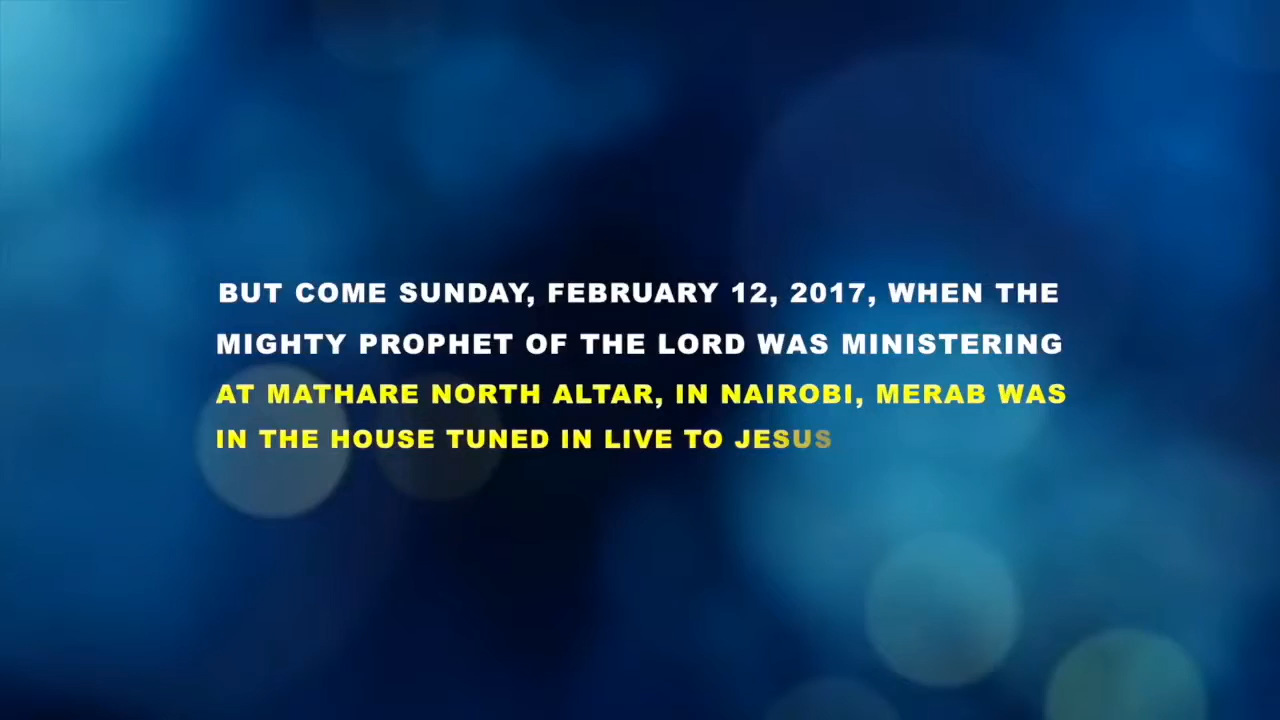 BUT COME SUNDAY, FEBRUARY 12, 2017, WHEN THE
MIGHTY PROPHET OF THE LORD WAS MINISTERING
AT MATHARE NORTH ALTAR, IN NAIROBI, MERAB WAS
IN THE HOUSE TUNED IN LIVE TO JESUS